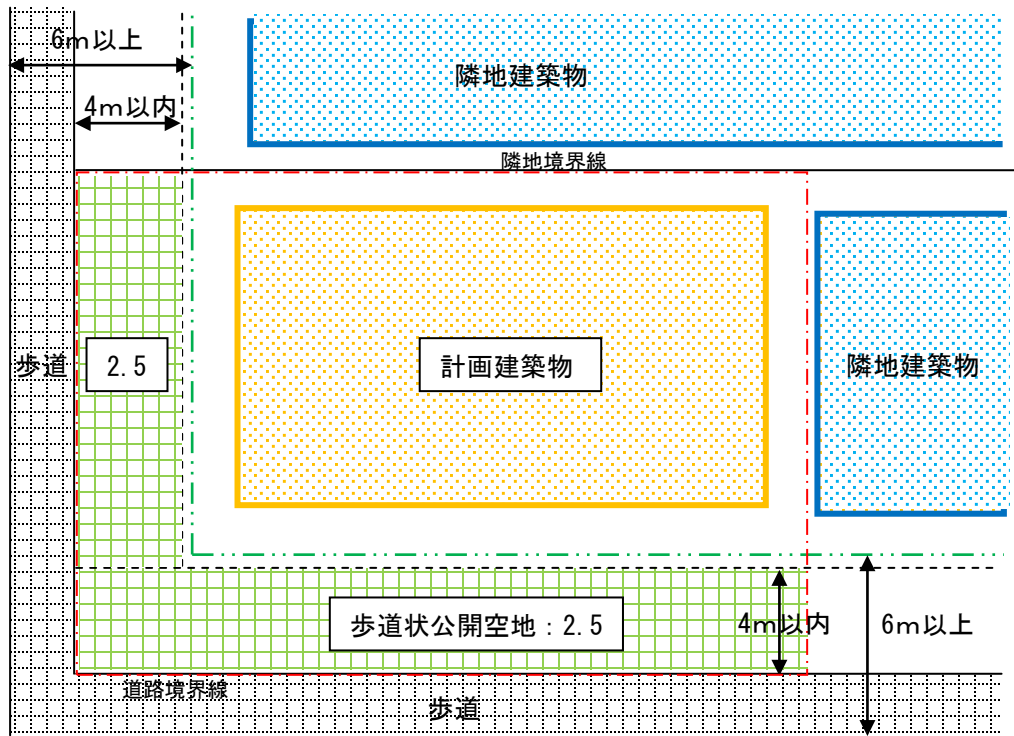 6m以上
隣地建築物
4m以内
隣地境界線
歩道
2.5
計画建築物
隣地建築物
歩道状公開空地:2.5
4m以内
6m以上
道路境界線
歩道